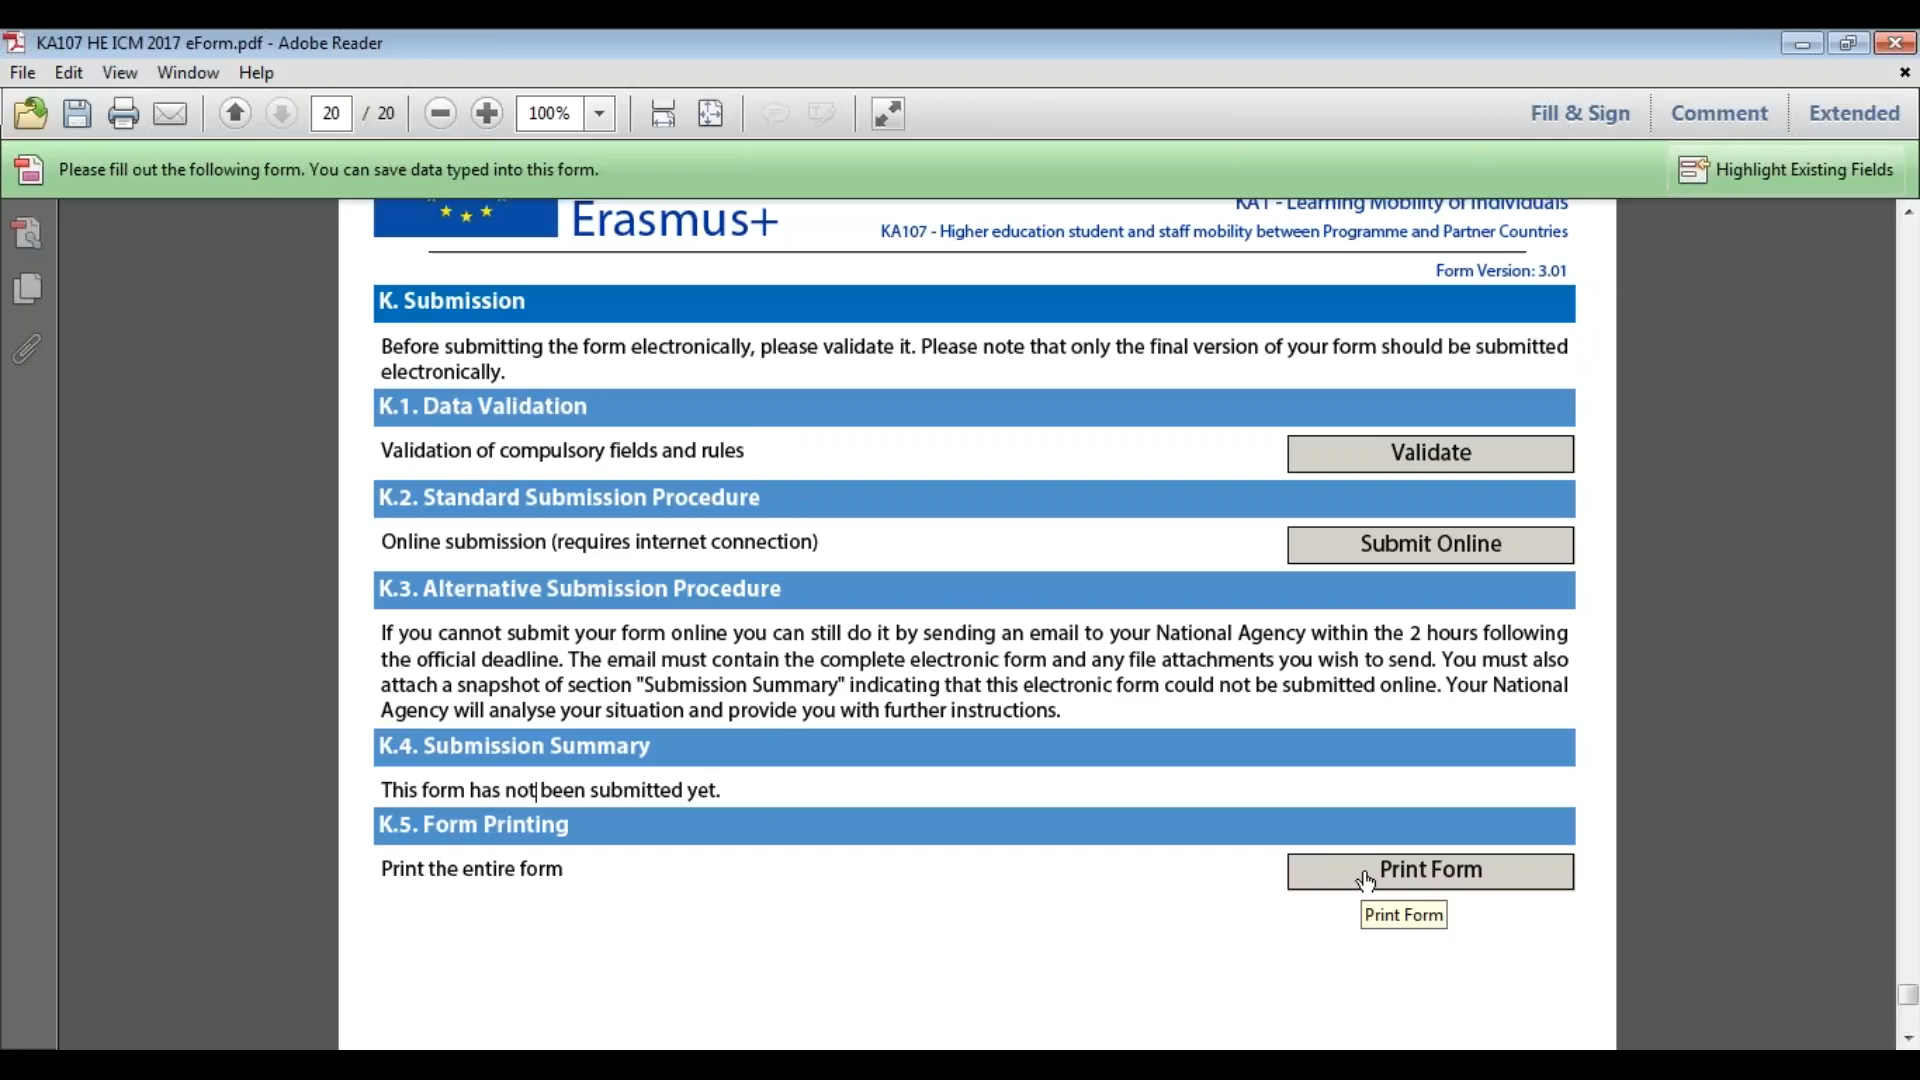 KA107 HE ICM 2017 eForm.pdf - Adobe Reader
File Edit View Window Help
20 / 20 100% Fill & Sign Comment Extended
Please fill out the following form. You can save data typed into this form. Highlight Existing Fields
KA1 - Learning Mobility of Individuals
Erasmus+
KA107 - Higher education student and staff mobility between Programme and Partner Countries
Form Version: 3.01
K. Submission
Before submitting the form electronically, please validate it. Please note that only the final version of your form should be submitted
electronically.
K.1. Data Validation
Validation of compulsory fields and rules Validate
K.2. Standard Submission Procedure
Online submission (requires internet connection) Submit Online
K.3. Alternative Submission Procedure
If you cannot submit your form online you can still do it by sending an email to your National Agency within the 2 hours following
the official deadline. The email must contain the complete electronic form and any file attachments you wish to send. You must also
attach a snapshot of section "Submission Summary" indicating that this electronic form could not be submitted online. Your National
Agency will analyse your situation and provide you with further instructions.
K.4. Submission Summary
This form has not been submitted yet.
K.5. Form Printing
Print the entire form Print Form
Print Form